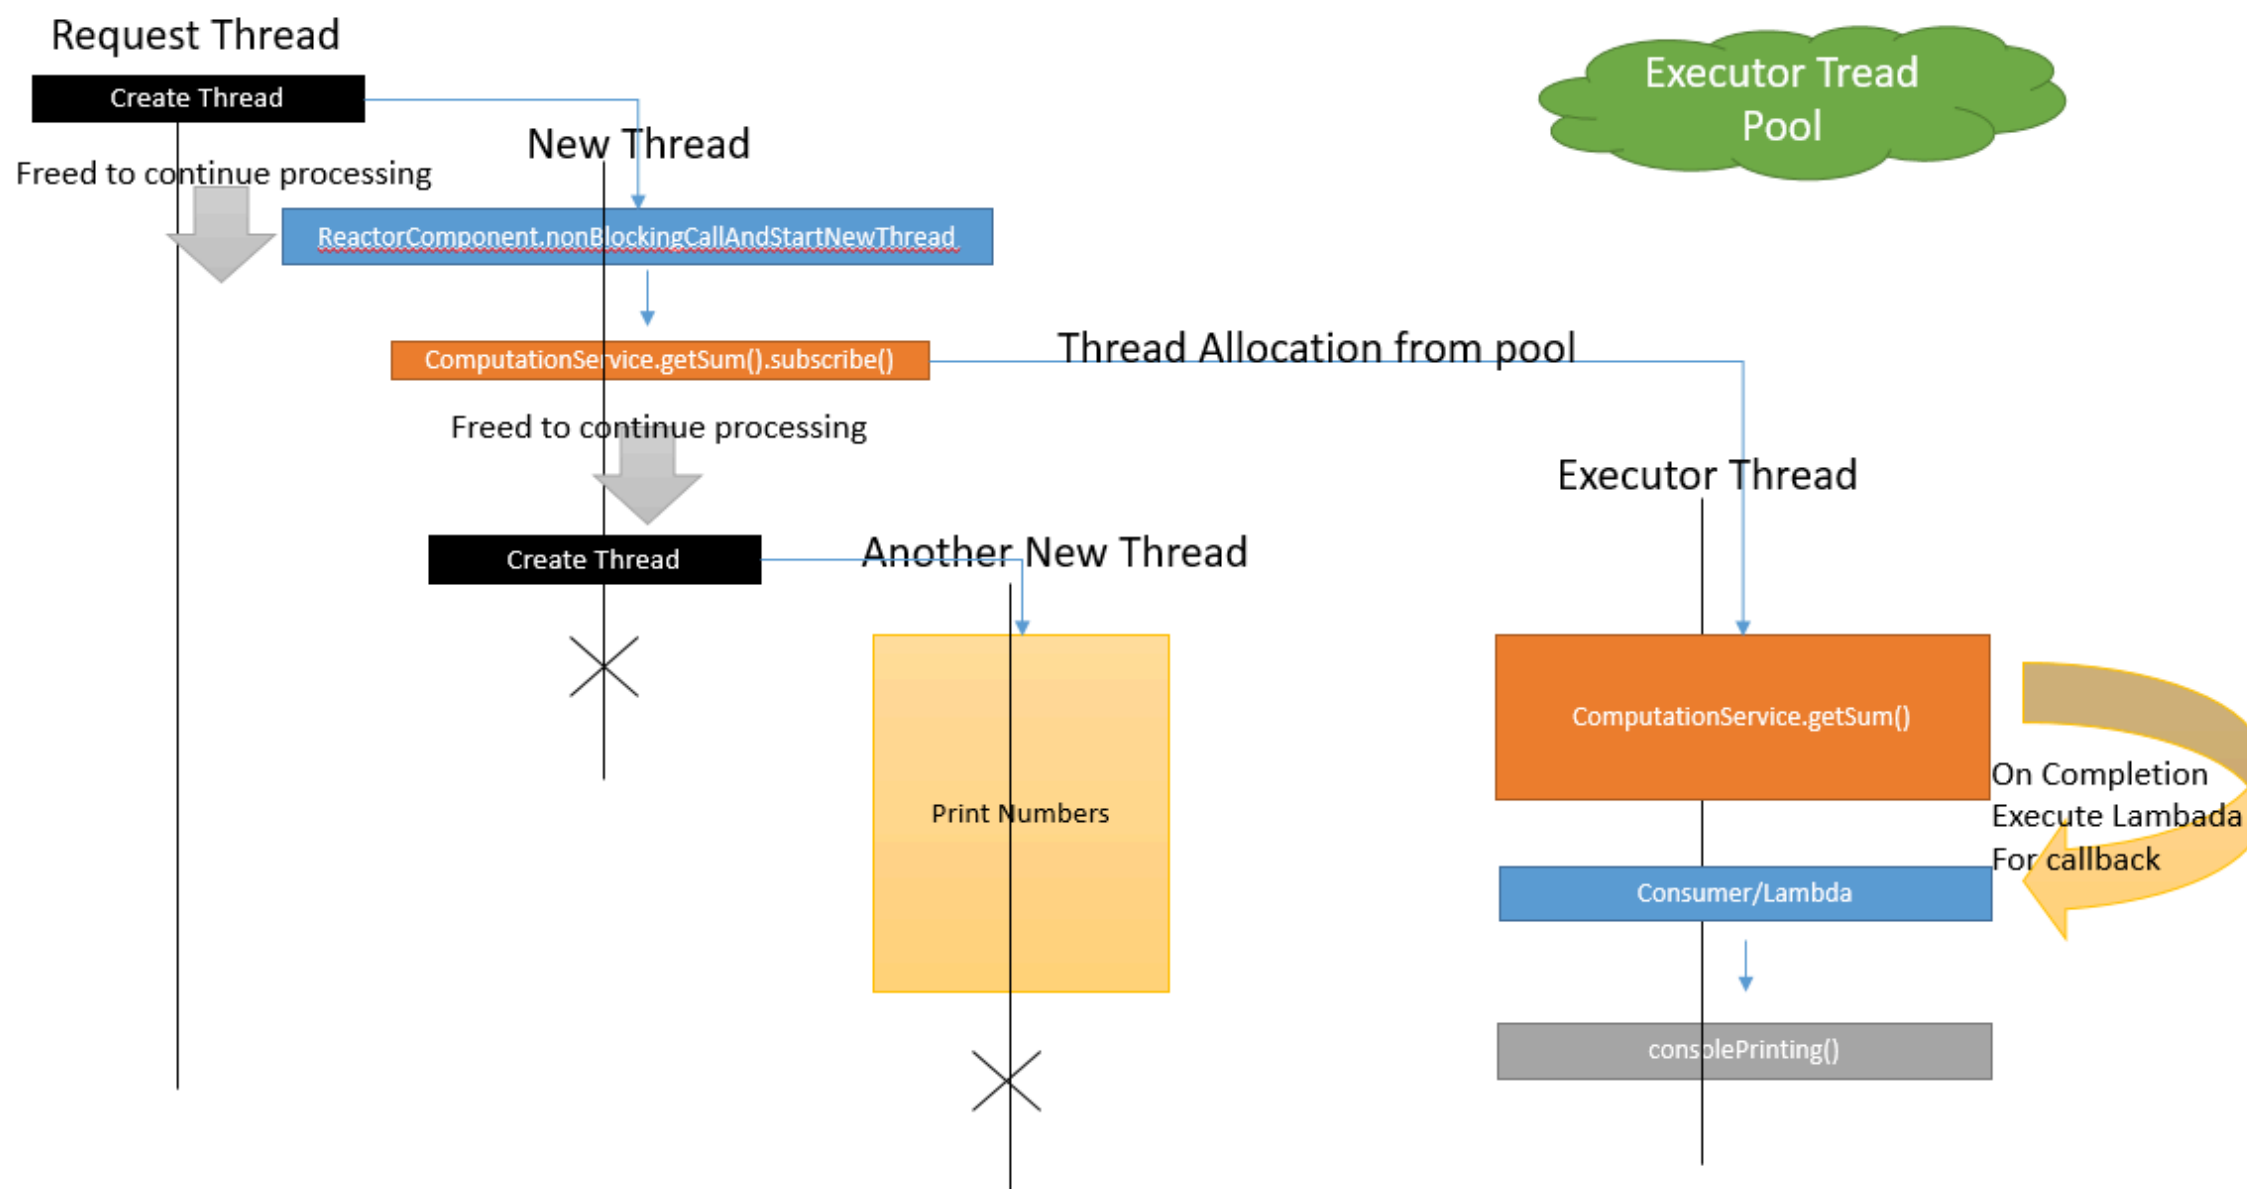 Request Thread
Create Thread
Freed to continue processing
New Thread
ReactorComponent.nonBlockingCallAndStartNewThread
ComputationService.getSum().subscribe()
Freed to continue processing
Create Thread
Another New Thread
Print Numbers
Executor Tread
Pool
Thread Allocation from pool
Executor Thread
ComputationService.getSum()
On Completion
Execute Lambada
For callback
Consumer/Lambda
consolePrinting()